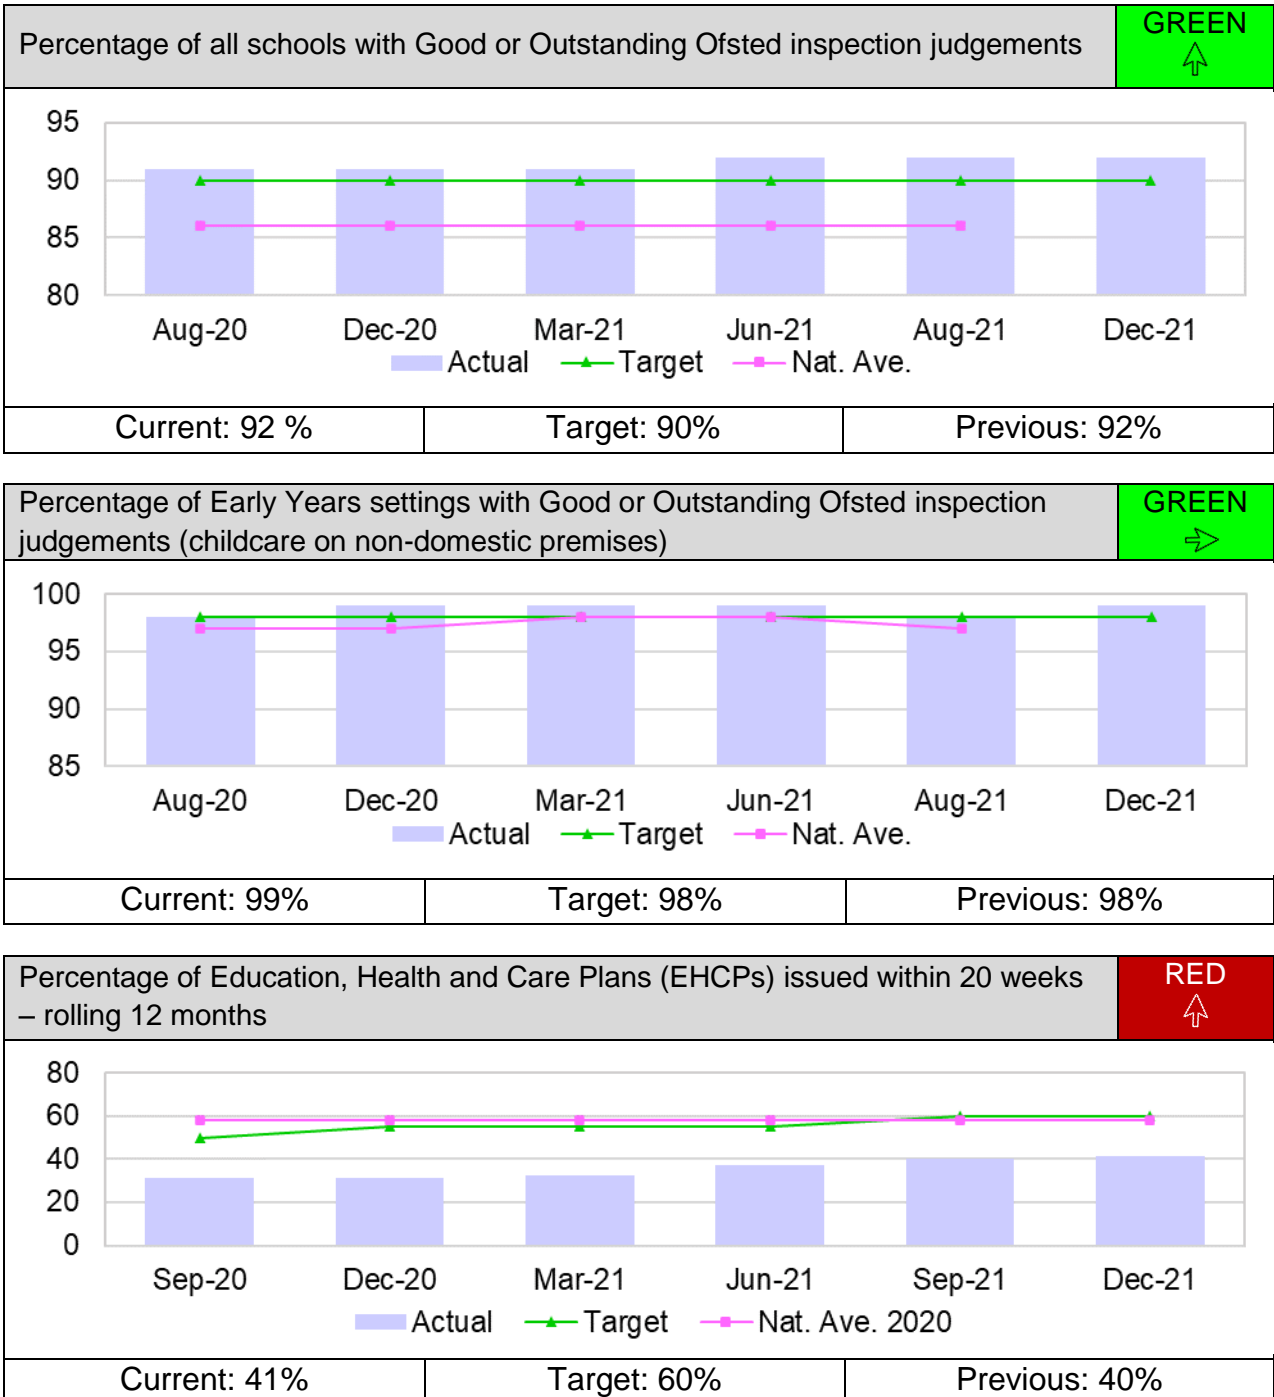 Percentage of all schools with Good or Outstanding Ofsted inspection judgements
GREEN
95
90
85
80
Aug-20 Dec-20 Mar-21 Jun-21 Aug-21 Dec-21
Actual Target Nat. Ave.
Current: 92 % Target: 90% Previous: 92%
Percentage of Early Years settings with Good or Outstanding Ofsted inspection
judgements (childcare on non-domestic premises)
GREEN
100
95
90
85
Aug-20 Dec-20 Mar-21 Jun-21 Aug-21 Dec-21
Actual Target Nat. Ave.
Current: 99% Target: 98% Previous: 98%
Percentage of Education, Health and Care Plans (EHCPs) issued within 20 weeks
– rolling 12 months
RED
80
60
40
20
0
Sep-20 Dec-20 Mar-21 Jun-21 Sep-21 Dec-21
Actual Target Nat. Ave. 2020
Current: 41% Target: 60% Previous: 40%